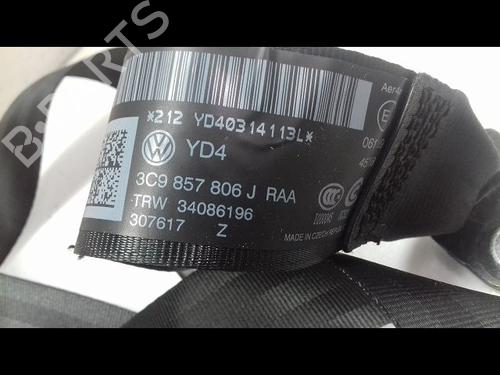 *212 YD40314113L*
YD4
3C9 857 806 J RAA
TRW 34086196
307617 Z
MADE IN CZECH REPUBLIC
PARTS